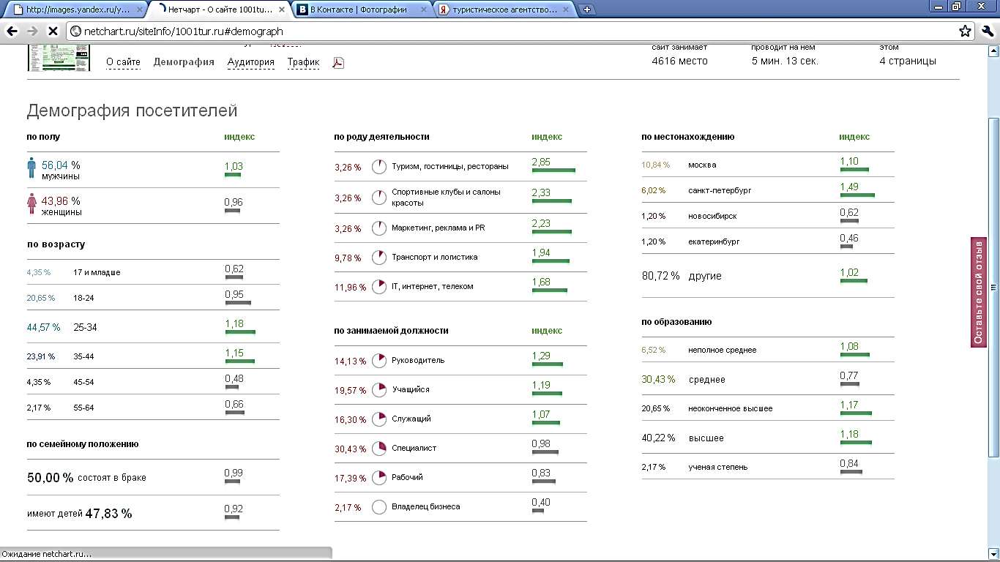 http://images.yandex.ru/y...
Нетчарт - О сайте 1001tu...
В Контакте | Фотографии
туристическое агентство...
netchart.ru/siteInfo/1001tur.ru#demograph
сайт занимает
проводит на нем
этом
О сайте Демография Аудитория Трафик
4616 место
5 мин. 13 сек.
4 страницы
Демография посетителей
по полу индекс
56,04 % 1,03
мужчины
43,96 % 0,96
женщины
по возрасту
4,35 % 17 и младше 0,62
20,65 % 18-24 0,95
44,57 % 25-34 1,18
23,91 % 35-44 1,15
4,35 % 45-54 0,48
2,17 % 55-64 0,66
по семейному положению
50,00 % состоят в браке 0,99
имеют детей 47,83 % 0,92
по роду деятельности индекс
3,26 % Туризм, гостиницы, рестораны 2,85
3,26 % Спортивные клубы и салоны 2,33
красоты
3,26 % Маркетинг, реклама и PR 2,23
9,78 % Транспорт и логистика 1,94
11,96 % IT, интернет, телеком 1,68
по занимаемой должности индекс
14,13 % Руководитель 1,29
19,57 % Учащийся 1,19
16,30 % Служащий 1,07
30,43 % Специалист 0,98
17,39 % Рабочий 0,83
2,17 % Владелец бизнеса 0,40
по местонахождению индекс
10,84 % москва 1,10
6,02 % санкт-петербург 1,49
1,20 % новосибирск 0,62
1,20 % екатеринбург 0,46
80,72 % другие 1,02
по образованию
6,52 % неполное среднее 1,08
30,43 % среднее 0,77
20,65 % неоконченное высшее 1,17
40,22 % высшее 1,18
2,17 % ученая степень 0,84
Оставьте свой отзыв
Ожидание netchart.ru...